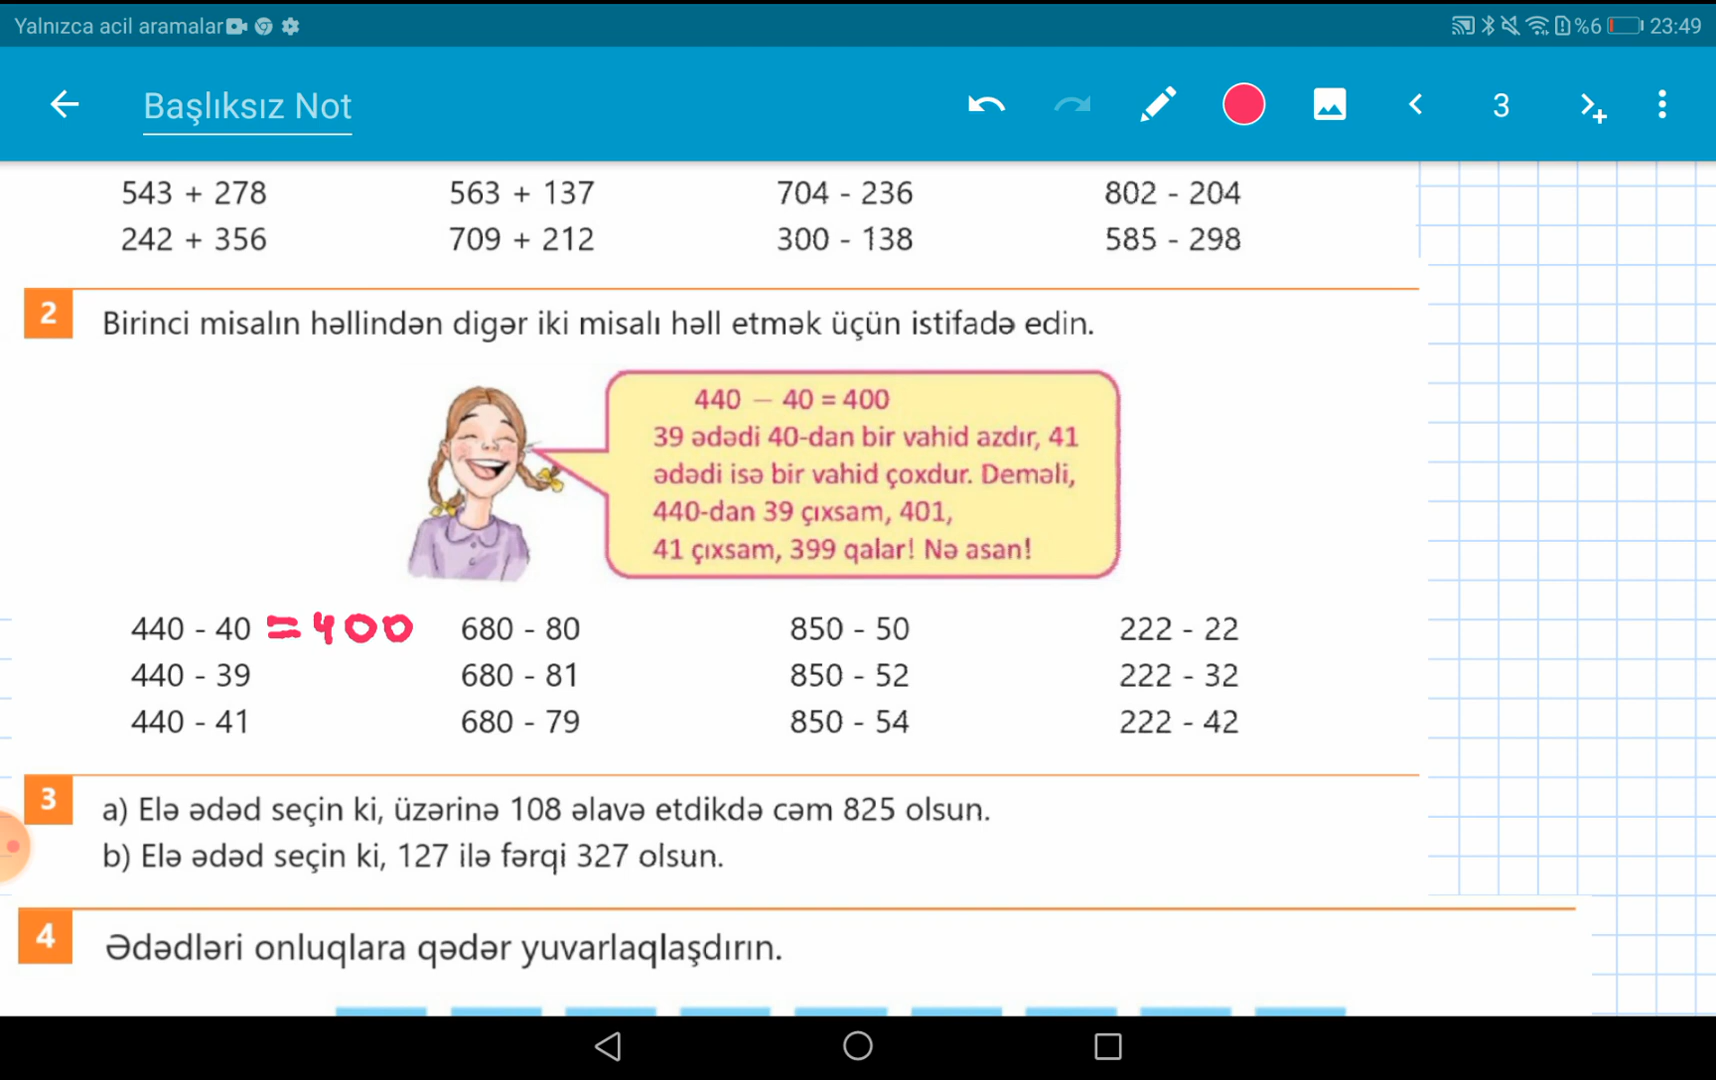 Yalnızca acil aramalar %6 23:49
Başlıksız Not 3
543 + 278 563 + 137 704 - 236 802 - 204
242 + 356 709 + 212 300 - 138 585 - 298
2 Birinci misalın həllindən digər iki misalı həll etmək üçün istifadə edin.
440 — 40 = 400
39 ədədi 40-dan bir vahid azdır, 41
ədədi isə bir vahid çoxdur. Deməli,
440-dan 39 çıxsam, 401,
41 çıxsam, 399 qalar! Nə asan!
440 - 40 = 400 680 - 80 850 - 50 222 - 22
440 - 39 680 - 81 850 - 52 222 - 32
440 - 41 680 - 79 850 - 54 222 - 42
3 a) Elə ədəd seçin ki, üzərinə 108 əlavə etdikdə cəm 825 olsun.
b) Elə ədəd seçin ki, 127 ilə fərqi 327 olsun.
4 Ədədləri onluqlara qədər yuvarlaqlaşdırın.